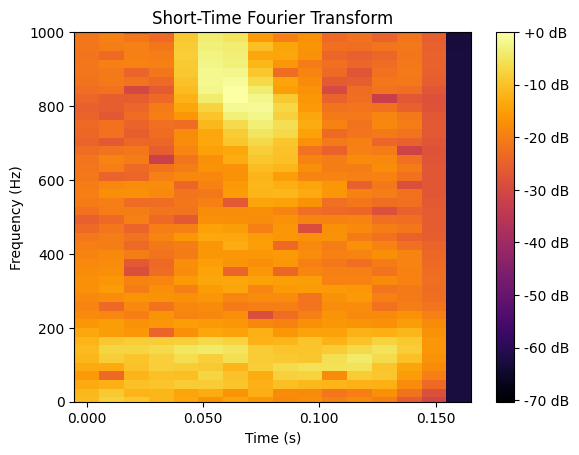 Short-Time Fourier Transform
Frequency (Hz)
1000
800
600
400
200
0
0.000
0.050
0.100
0.150
Time (s)
+0 dB
-10 dB
-20 dB
-30 dB
-40 dB
-50 dB
-60 dB
-70 dB